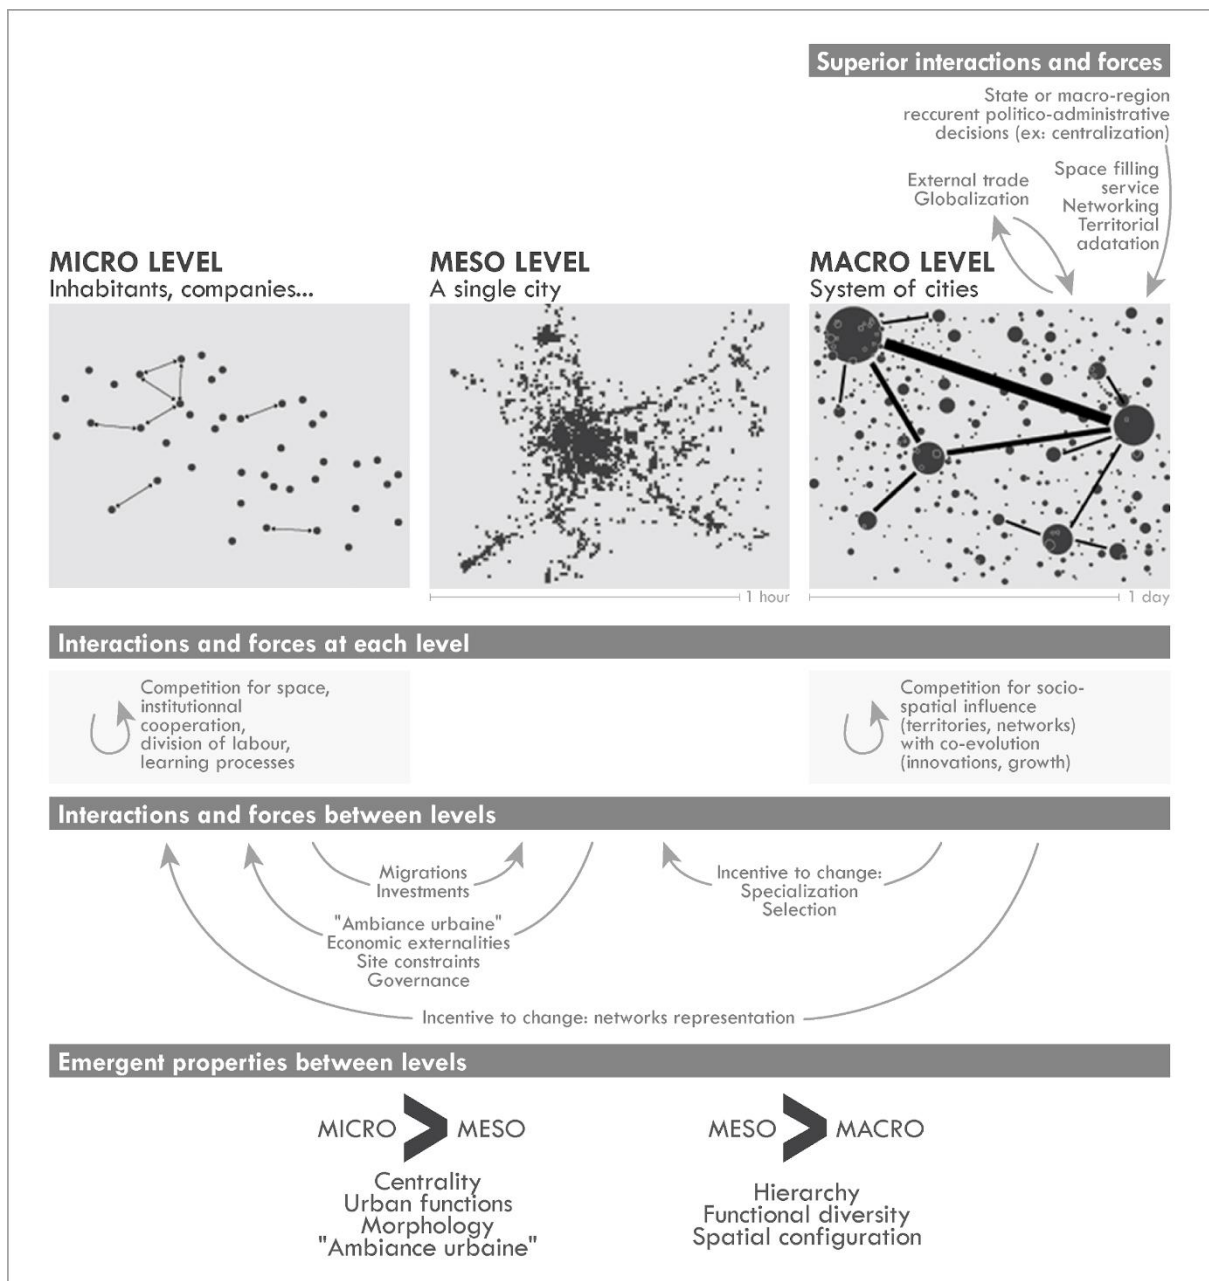 Superior interactions and forces
State or macro-region
reccurent politico-administrative
decisions (ex: centralization)
External trade
Globalization
Space filling
service
Networking
Territorial
adatation
MICRO LEVEL
Inhabitants, companies...
MESO LEVEL
A single city
MACRO LEVEL
System of cities
1 hour
1 day
Interactions and forces at each level
Competition for space,
institutionnal
cooperation,
division of labour,
learning processes
Competition for socio-
spatial influence
(territories, networks)
with co-evolution
(innovations, growth)
Interactions and forces between levels
Migrations
Investments
"Ambiance urbaine"
Economic externalities
Site constraints
Governance
Incentive to change:
Specialization
Selection
Incentive to change: networks representation
Emergent properties between levels
MICRO > MESO
Centrality
Urban functions
Morphology
"Ambiance urbaine"
MESO > MACRO
Hierarchy
Functional diversity
Spatial configuration